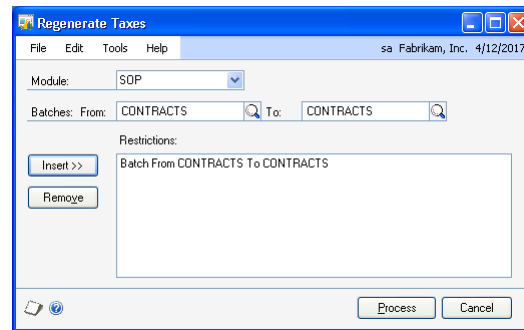 Regenerate Taxes
File Edit Tools Help sa Fabrikam, Inc. 4/12/2017
Module: SOP
Batches: From: CONTRACTS To: CONTRACTS
Restrictions:
Insert >> Batch From CONTRACTS To CONTRACTS
Remove
Process Cancel